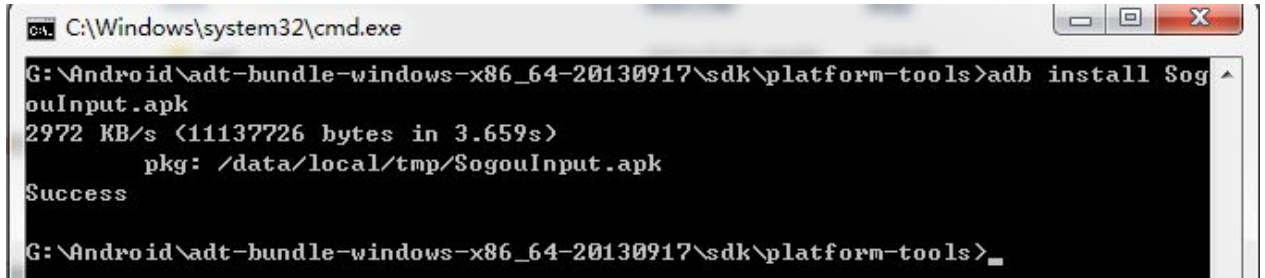 C:\Windows\system32\cmd.exe
G:\Android\adt-bundle-windows-x86_64-20130917\sdk\platform-tools>adb install Sog
ouInput.apk
2972 KB/s (11137726 bytes in 3.659s)
        pkg: /data/local/tmp/SogouInput.apk
Success
G:\Android\adt-bundle-windows-x86_64-20130917\sdk\platform-tools>